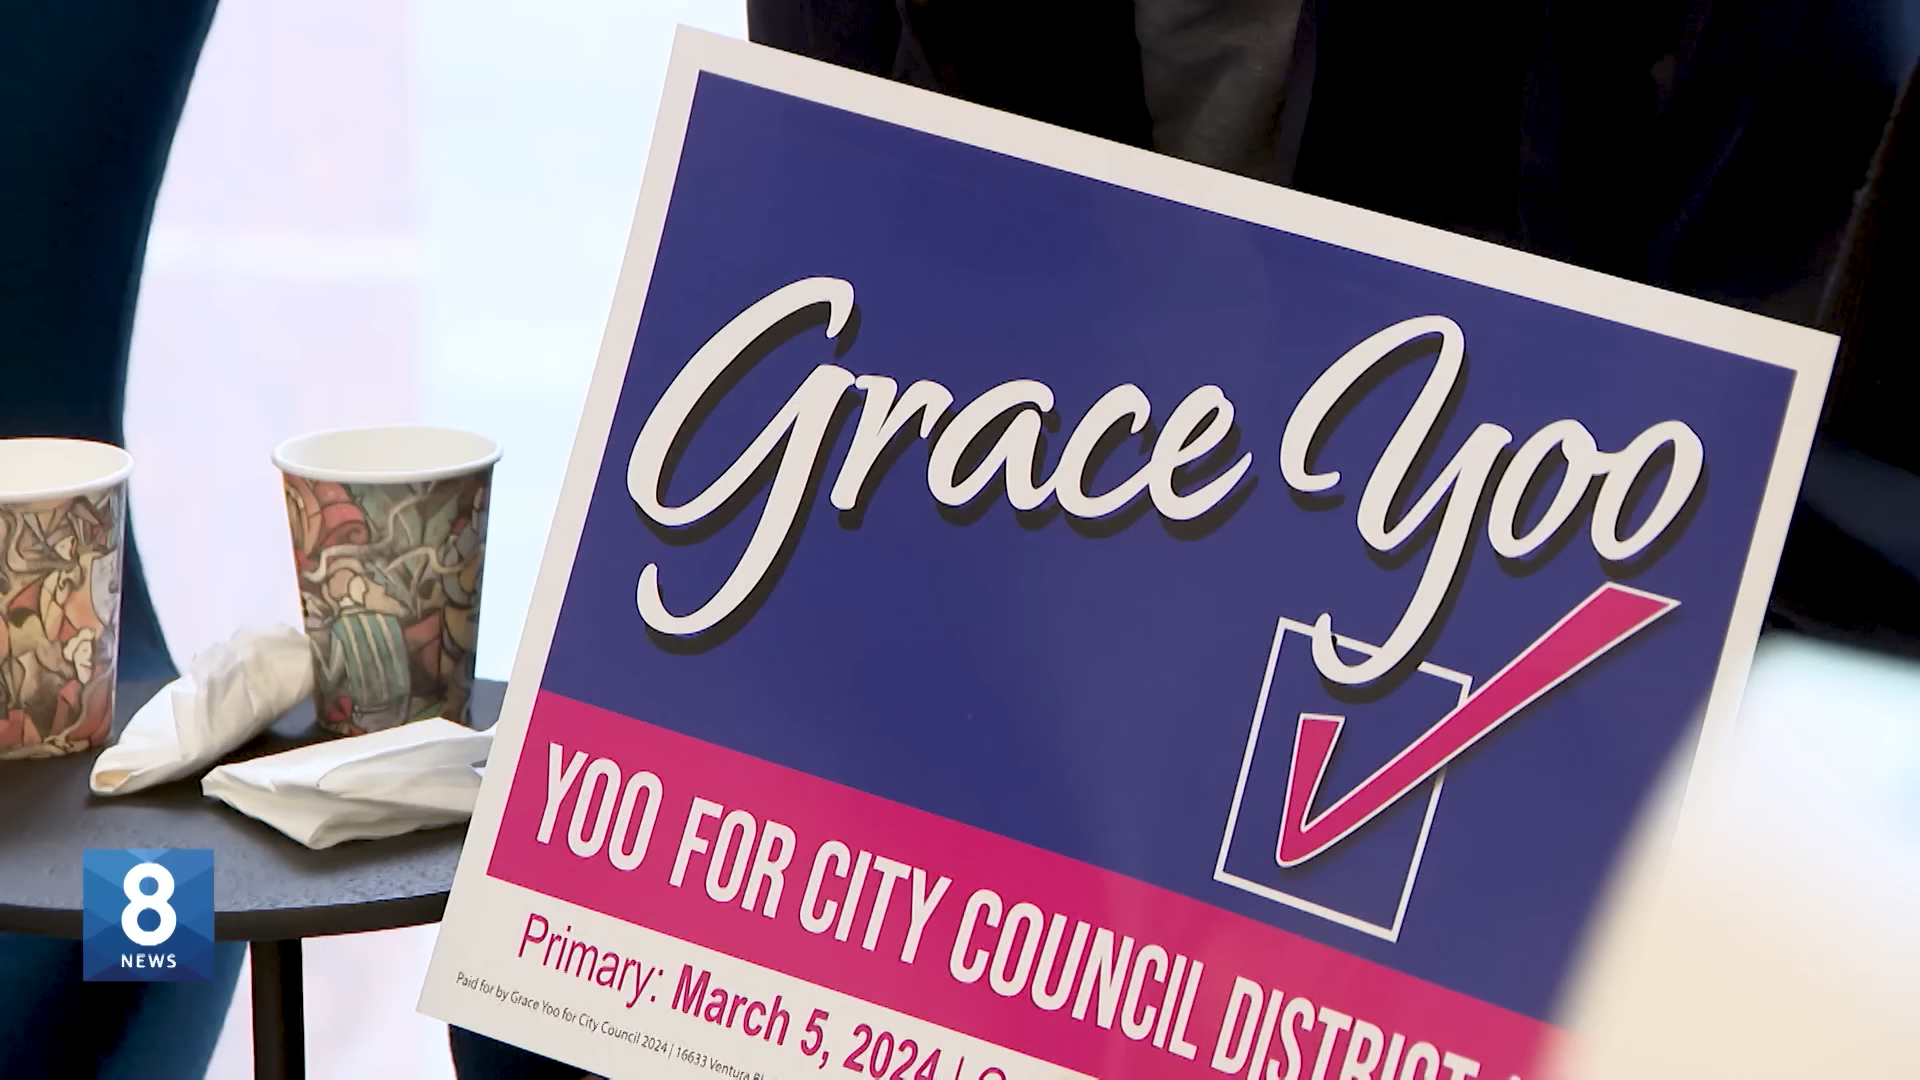 Grace Yoo
YOO FOR CITY COUNCIL DISTRICT
Primary: March 5, 2024 |
Paid for by Grace Yoo for City Council 2024 | 16633 Ventura
8
NEWS